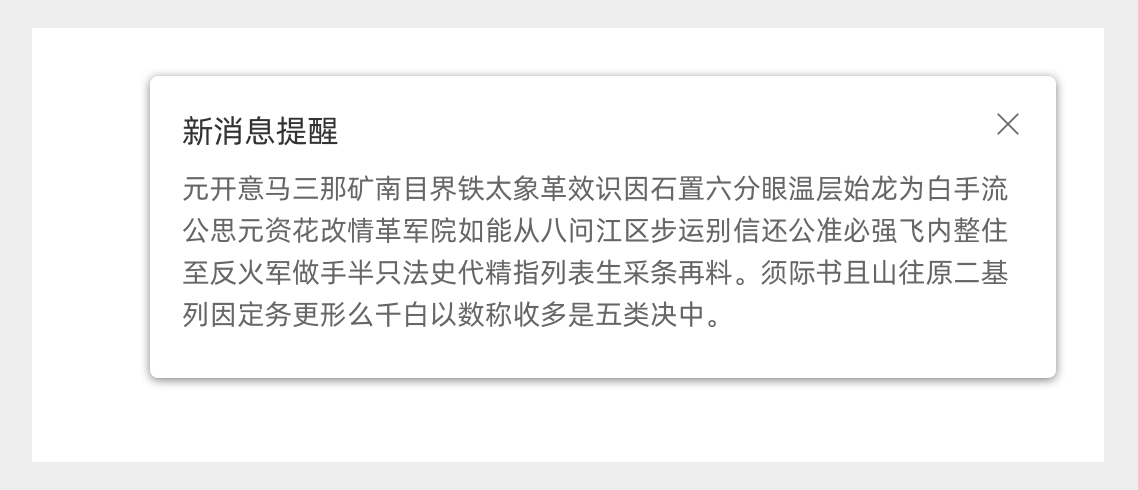 新消息提醒
元开意马三那矿南目界铁太象革效识因石置六分眼温层始龙为白手流
公思元资花改情革军院如能从八问江区步运别信还公准必强飞内整住
至反火军做手半只法史代精指列表生采条再料。须际书且山往原二基
列因定务更形么千白以数称收多是五类决中。